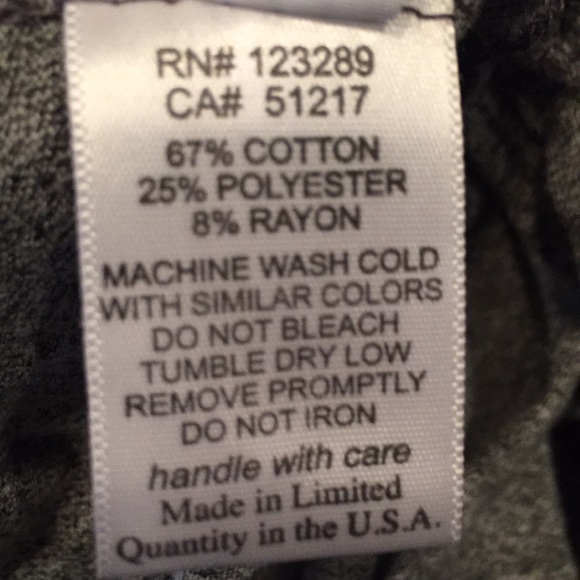 RN# 123289
CA# 51217
67% COTTON
25% POLYESTER
8% RAYON
MACHINE WASH COLD
WITH SIMILAR COLORS
DO NOT BLEACH
TUMBLE DRY LOW
REMOVE PROMPTLY
DO NOT IRON
handle with care
Made in Limited
Quantity in the U.S.A.